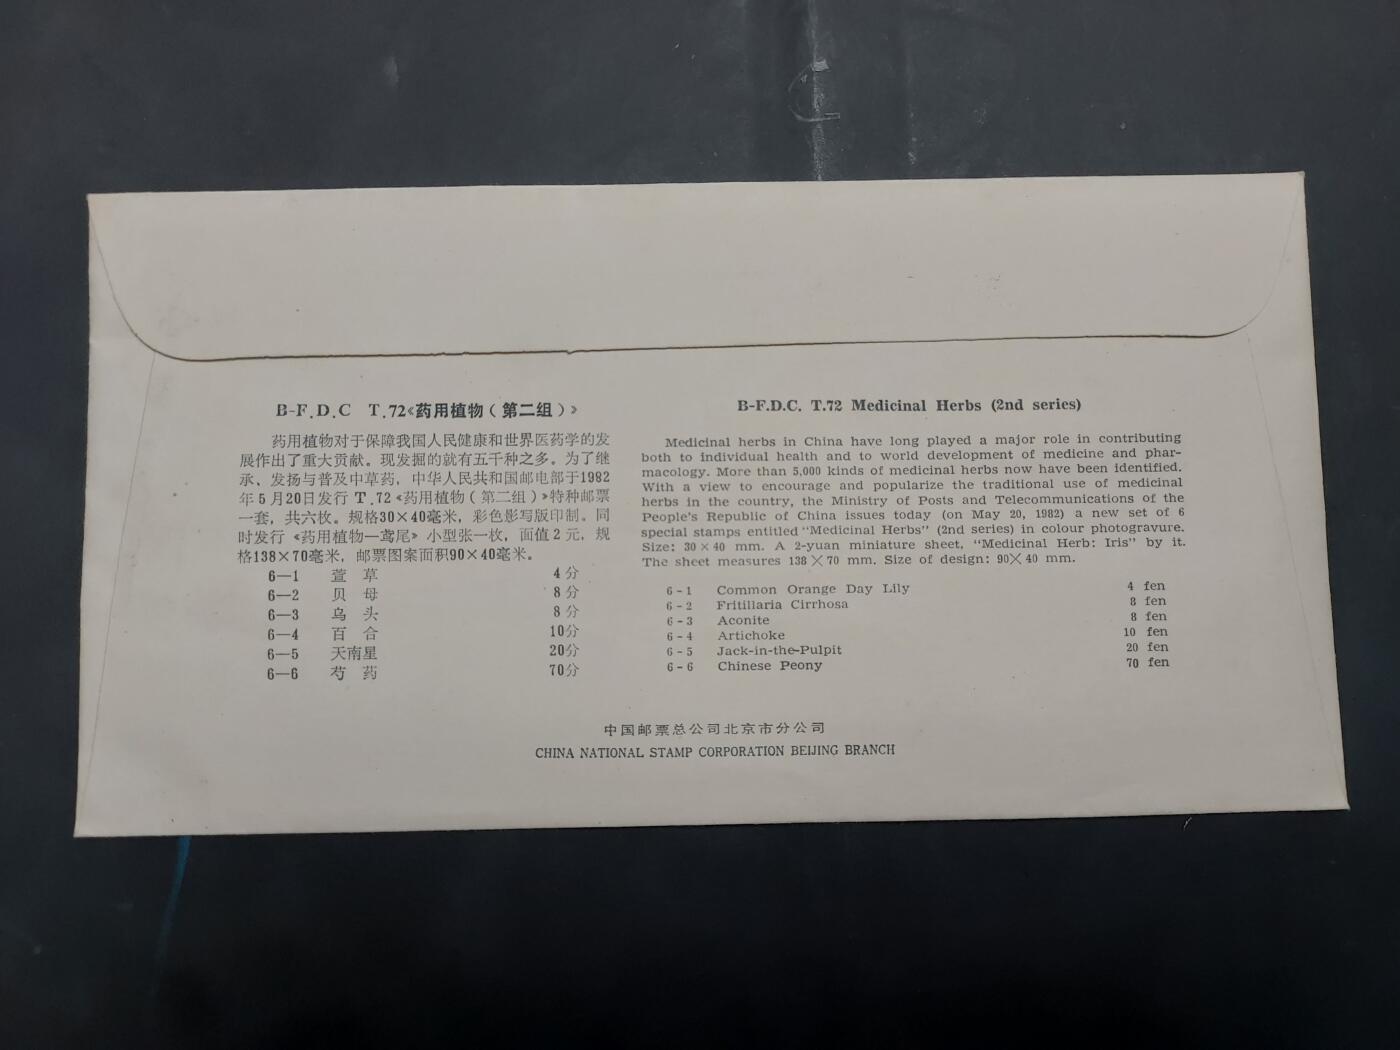 B-F.D.C T.72《药用植物（第二组）》
药用植物对于保障我国人民健康和世界医药学的发
展作出了重大贡献。现发掘的就有五千种之多。为了继
承、发扬与普及中草药，中华人民共和国邮电部于1982
年5月20日发行 T.72《药用植物（第二组）》特种邮票
一套，共六枚。规格30×40毫米，彩色影写版印制。同
时发行《药用植物—鸢尾》小型张一枚，面值2元，规
格138×70毫米，邮票图案面积90×40毫米。
6—1 萱草 4分
6—2 贝母 8分
6—3 乌头 8分
6—4 百合 10分
6—5 天南星 20分
6—6 芍药 70分
B-F.D.C. T.72 Medicinal Herbs (2nd series)
Medicinal herbs in China have long played a major role in contributing
both to individual health and to world development of medicine and phar-
macology. More than 5,000 kinds of medicinal herbs now have been identified.
With a view to encourage and popularize the traditional use of medicinal
herbs in the country, the Ministry of Posts and Telecommunications of the
People's Republic of China issues today (on May 20, 1982) a new set of 6
special stamps entitled "Medicinal Herbs" (2nd series) in colour photogravure.
Size: 30×40 mm. A 2-yuan miniature sheet, "Medicinal Herb: Iris" by it.
The sheet measures 138×70 mm. Size of design: 90×40 mm.
6-1 Common Orange Day Lily 4 fen
6-2 Fritillaria Cirrhosa 8 fen
6-3 Aconite 8 fen
6-4 Artichoke 10 fen
6-5 Jack-in-the-Pulpit 20 fen
6-6 Chinese Peony 70 fen
中国邮票总公司北京市分公司
CHINA NATIONAL STAMP CORPORATION BEIJING BRANCH